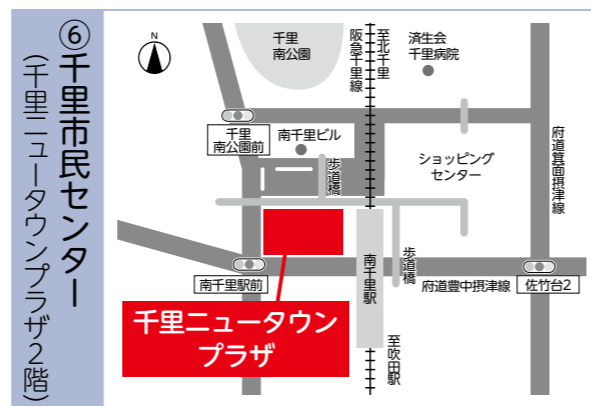 ⑥千里市民センター
(千里ニュータウンプラザ2階)
N
千里
南公園
阪急千里線
至北千里
済生会
千里病院
千里
南公園前
南千里ビル
歩道橋
ショッピング
センター
府道箕面摂津線
南千里駅前
南千里駅
歩道橋
府道豊中摂津線
佐竹台2
千里ニュータウン
プラザ
至吹田駅